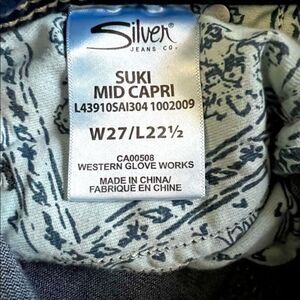 Silver
JEANS CO.
SUKI
MID CAPRI
L43910SAI304 1002009
W27/L22½
CA00508
WESTERN GLOVE WORKS
MADE IN CHINA/
FABRIQUÉ EN CHINE